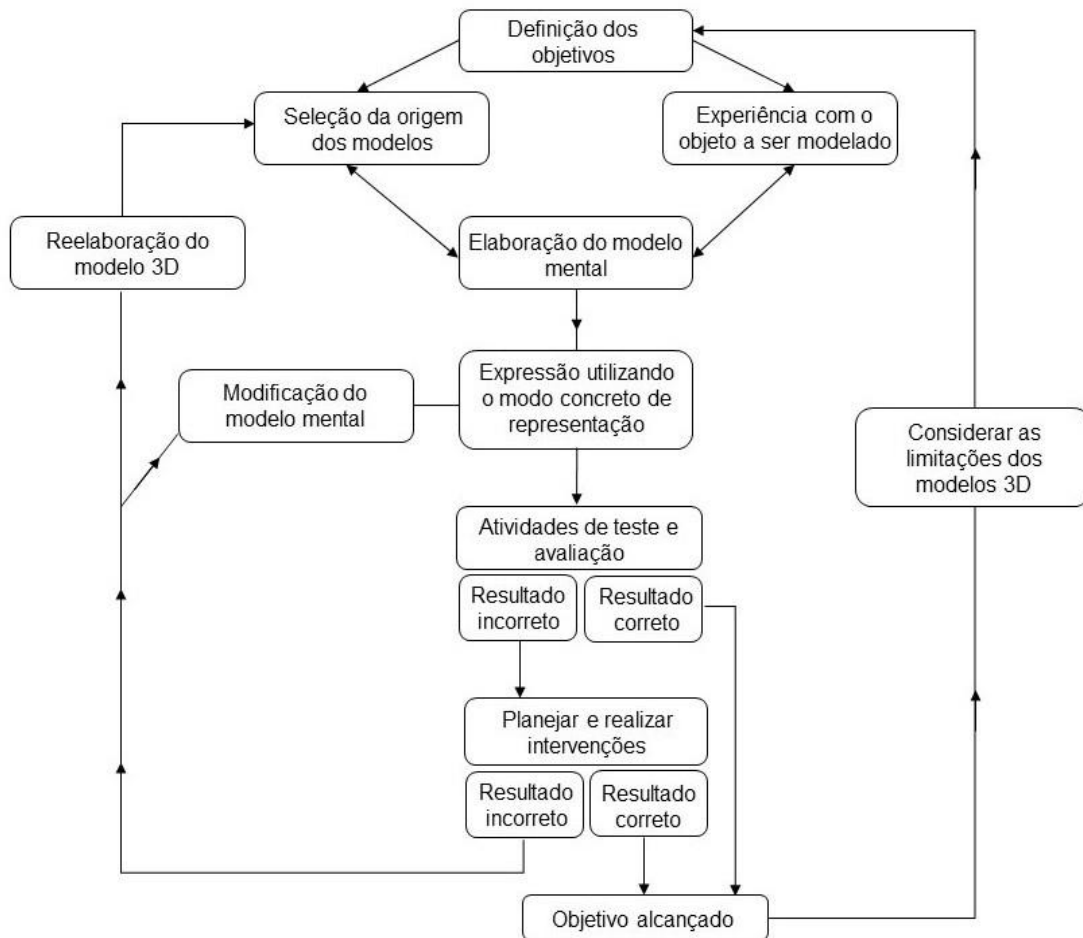 Definição dos
objetivos
Seleção da origem
dos modelos
Experiência com o
objeto a ser modelado
Reelaboração do
modelo 3D
Elaboração do modelo
mental
Modificação do
modelo mental
Expressão utilizando
o modo concreto de
representação
Considerar as
limitações dos
modelos 3D
Atividades de teste e
avaliação
Resultado
incorreto
Resultado
correto
Planejar e realizar
intervenções
Resultado
incorreto
Resultado
correto
Objetivo alcançado